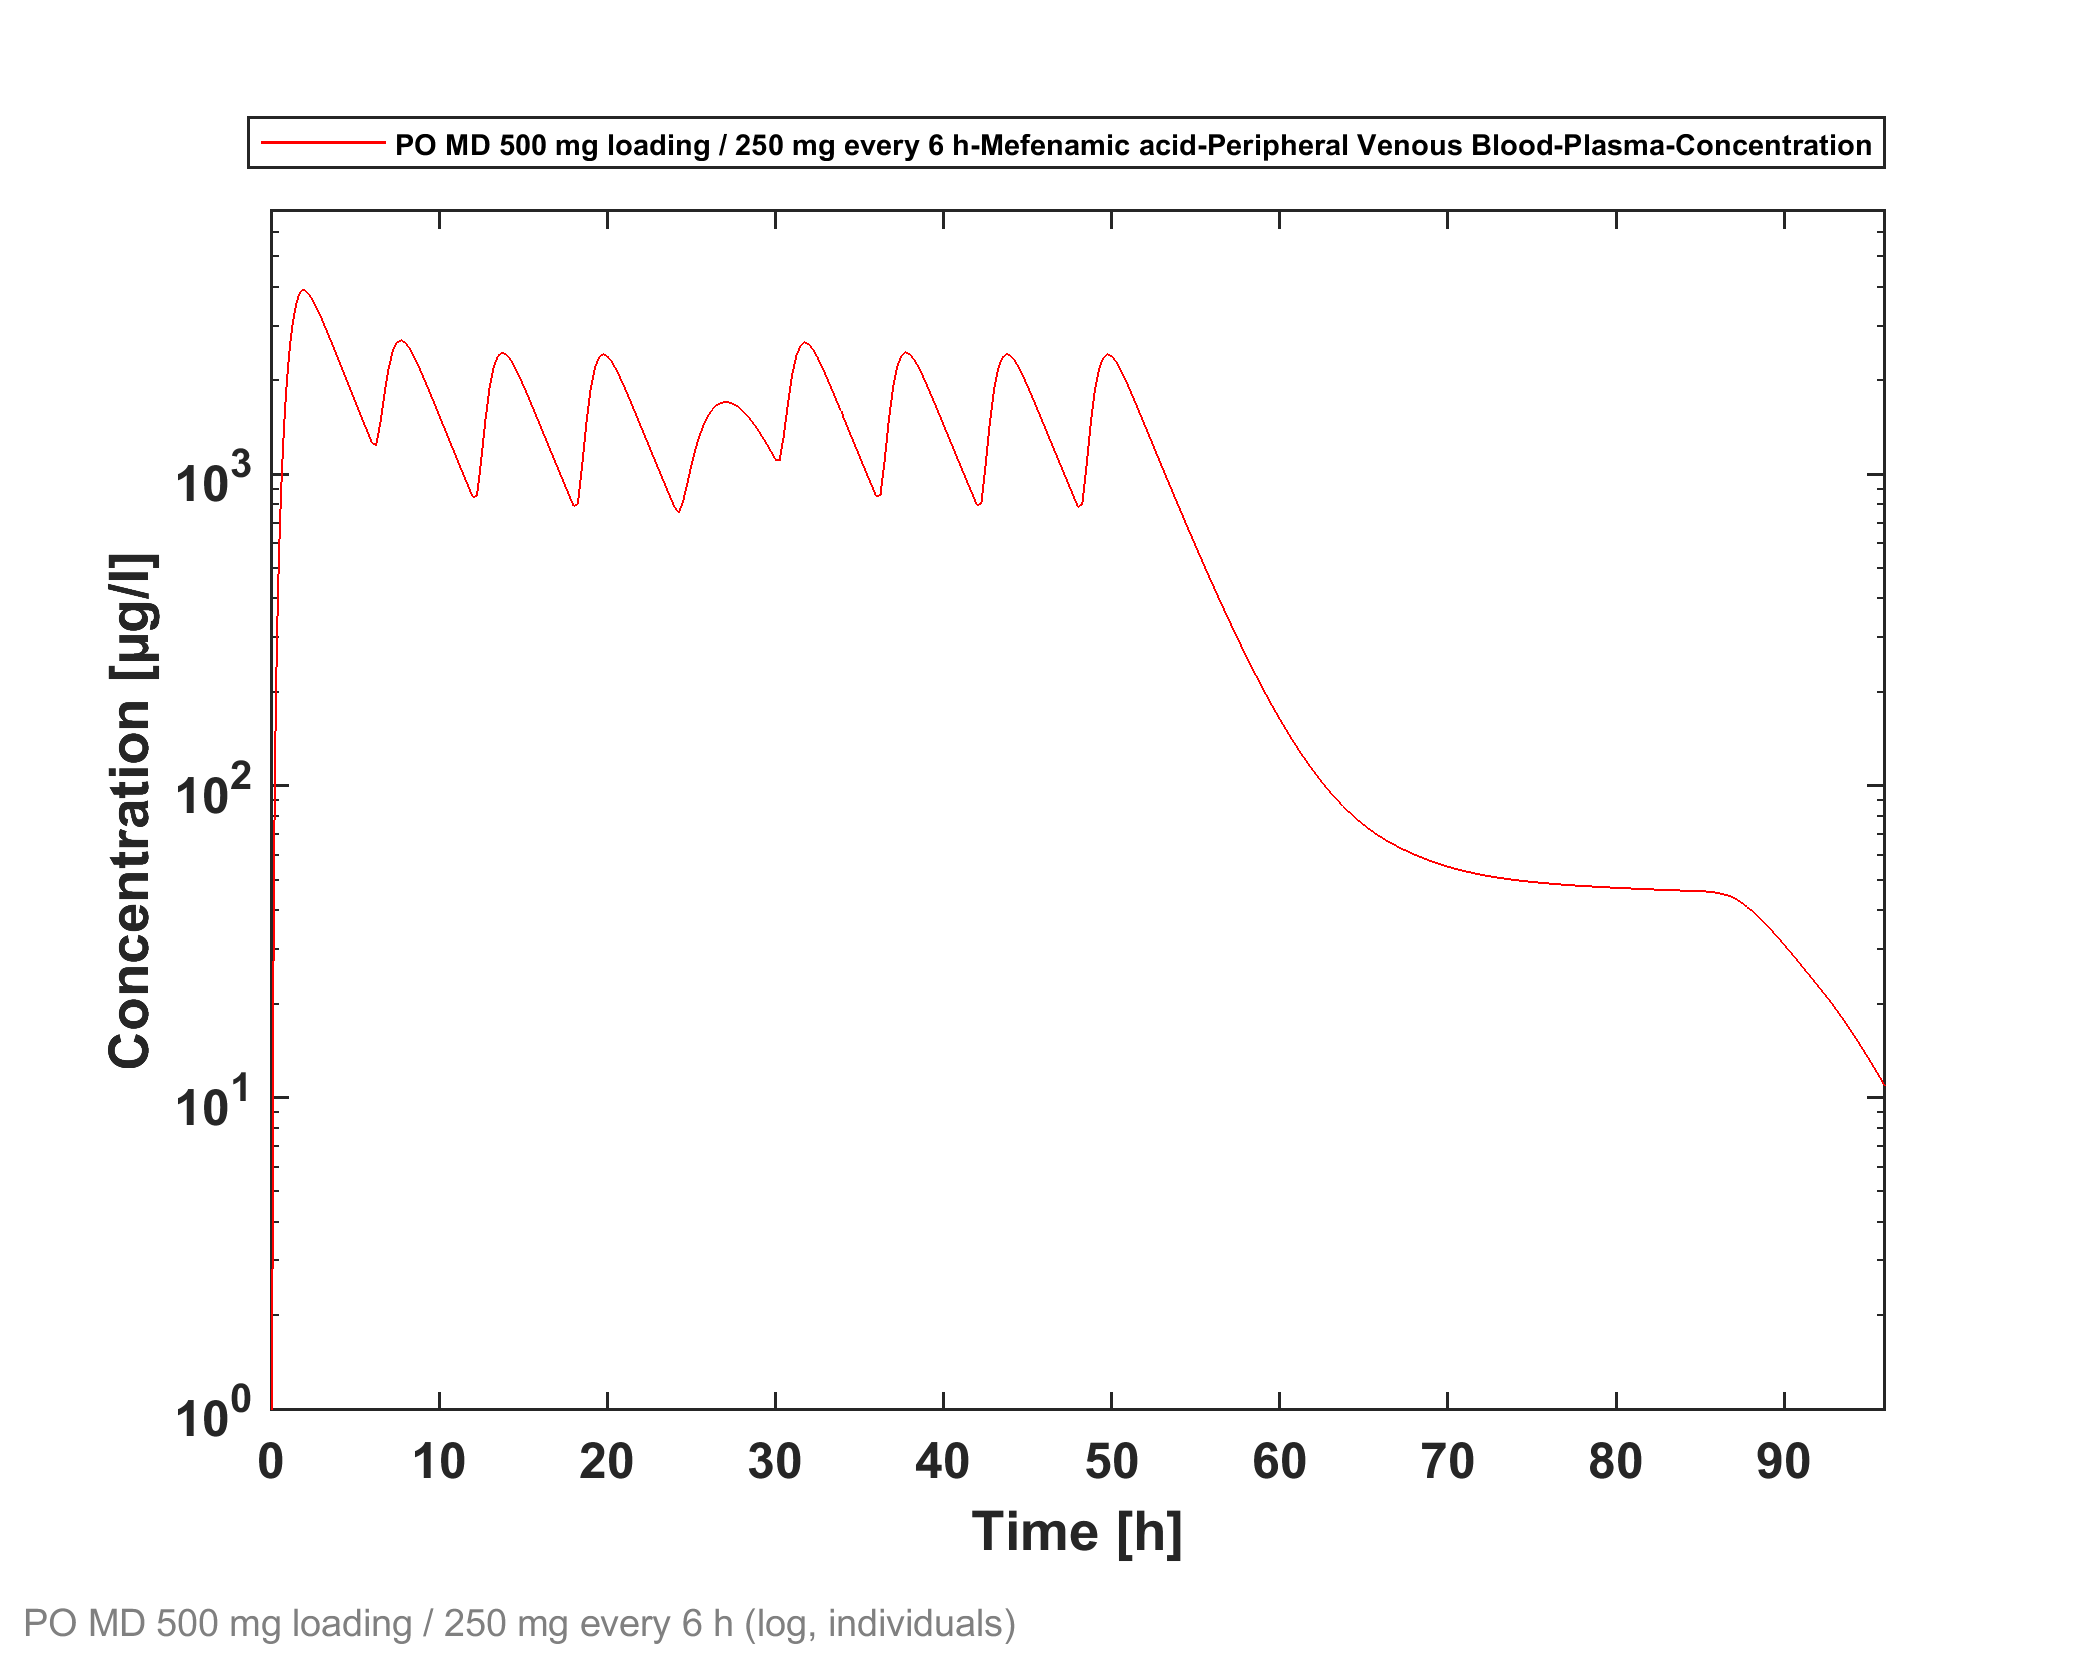 PO MD 500 mg loading / 250 mg every 6 h-Mefenamic acid-Peripheral Venous Blood-Plasma-Concentration
Concentration [µg/l]
10³
10²
10¹
10⁰
0 10 20 30 40 50 60 70 80 90
Time [h]
PO MD 500 mg loading / 250 mg every 6 h (log, individuals)